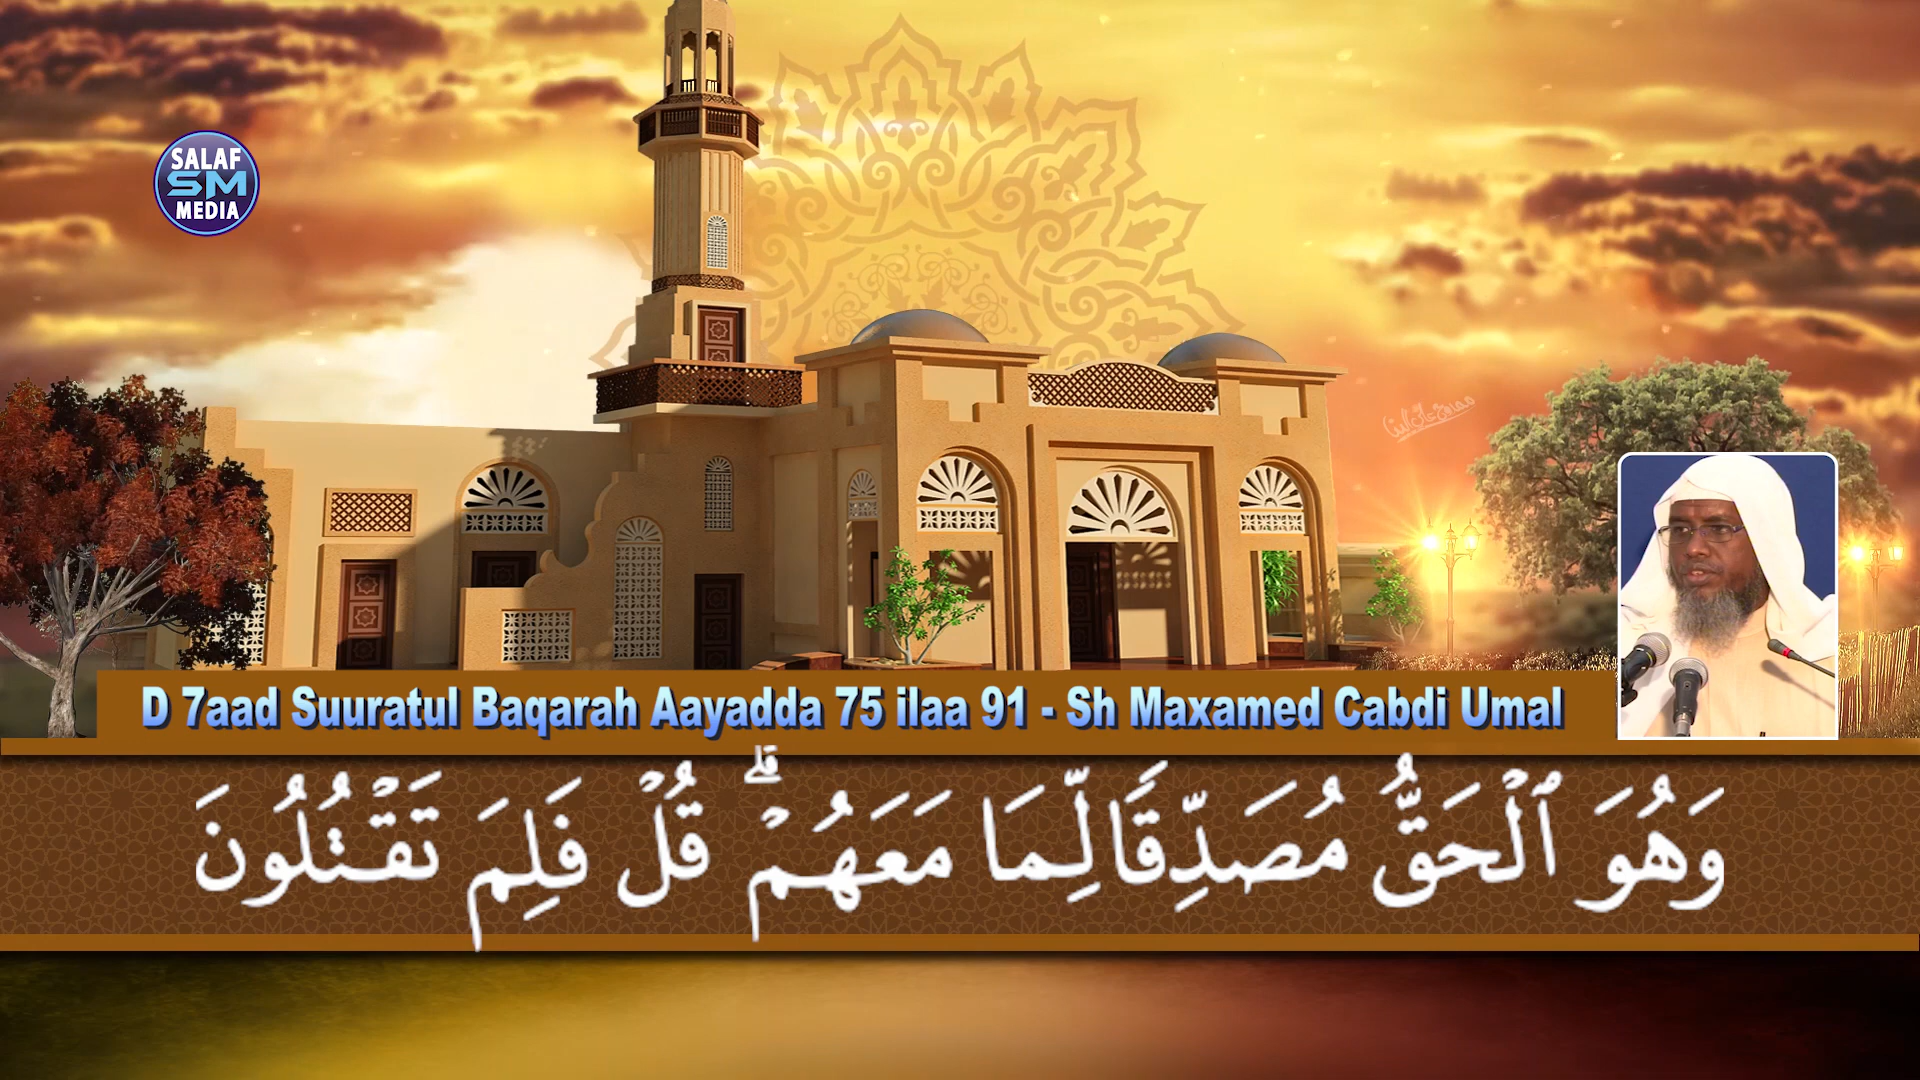 SALAF
SM
MEDIA
D 7aad Suuratul Baqarah Aayadda 75 ilaa 91 - Sh Maxamed Cabdi Umal
وَهُوَ ٱلْحَقُّ مُصَدِّقًا لِّمَا مَعَهُمْ ۗ قُلْ فَلِمَ تَقْتُلُونَ